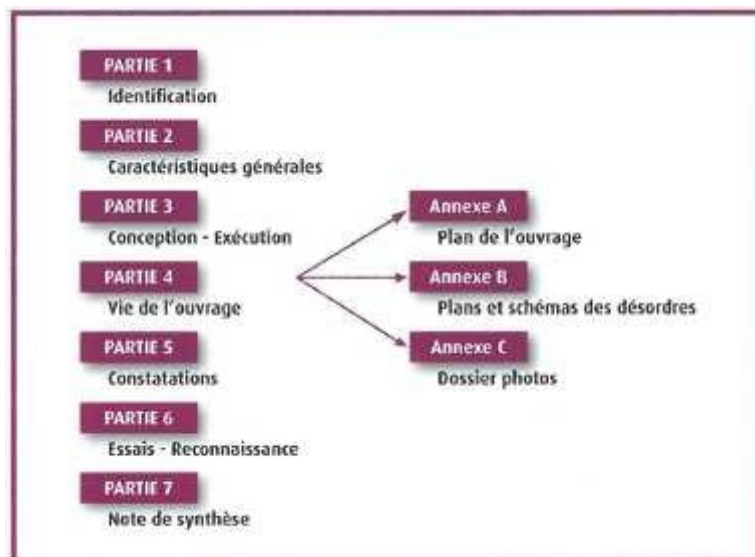 PARTIE 1
Identification
PARTIE 2
Caractéristiques générales
PARTIE 3
Conception - Exécution
PARTIE 4
Vie de l'ouvrage
PARTIE 5
Constatations
PARTIE 6
Essais - Reconnaissance
PARTIE 7
Note de synthèse
Annexe A
Plan de l'ouvrage
Annexe B
Plans et schémas des désordres
Annexe C
Dossier photos